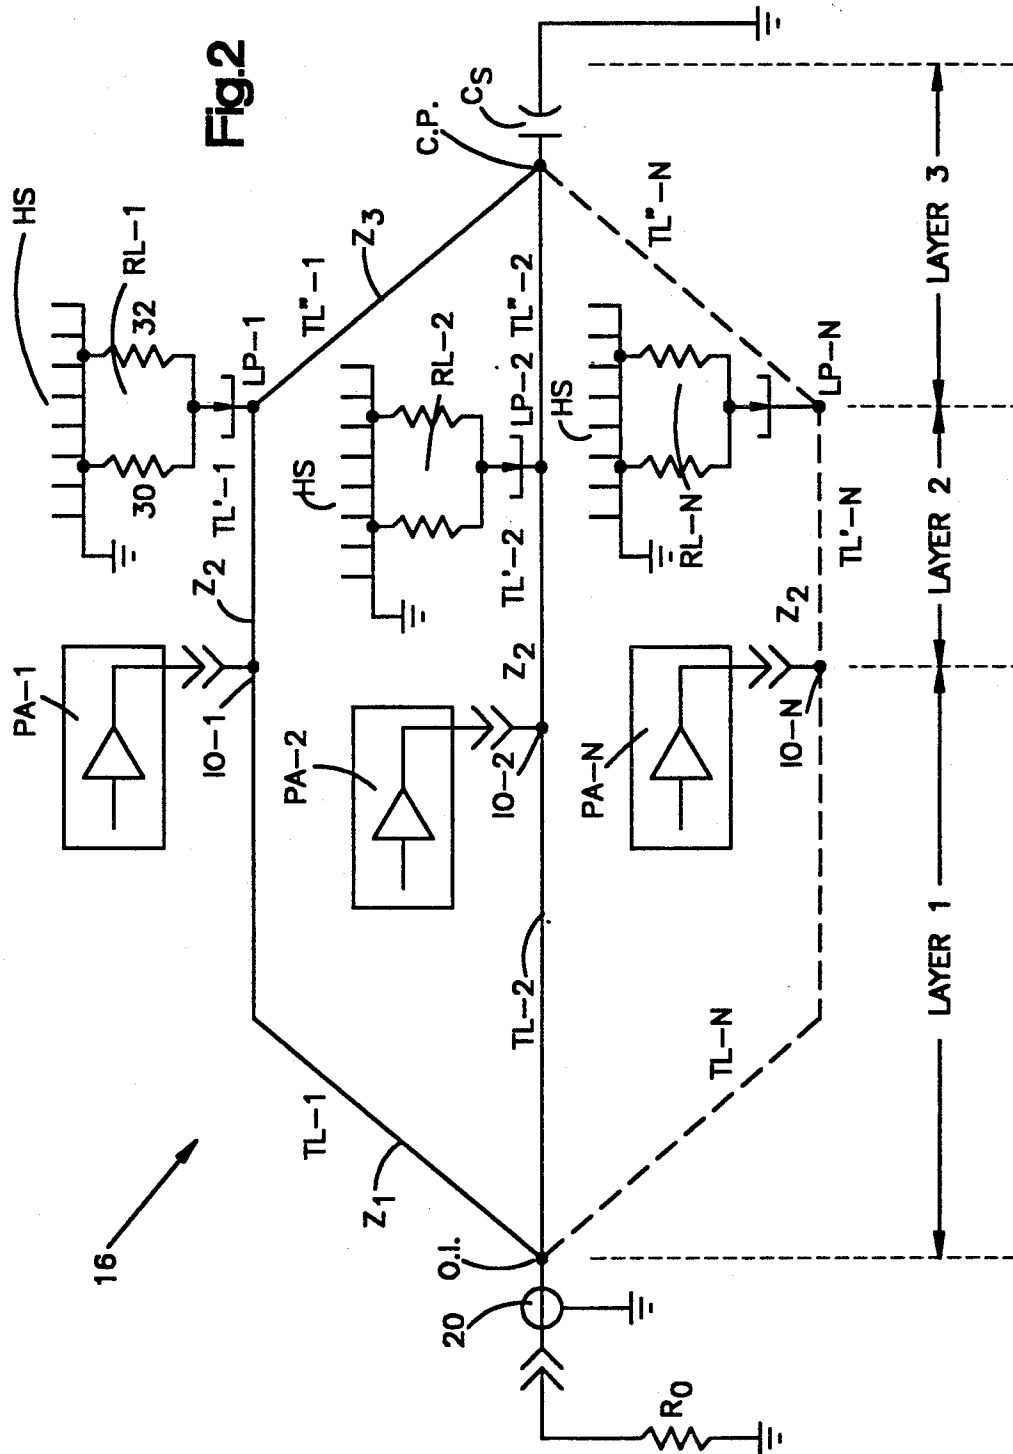 Fig.2
16
HS
RL-1
30
32
LP-1
TL'-1
Z2
PA-1
IO-1
TL-1
Z1
TL"-1
Z3
C.P.
CS
HS
RL-2
LP-2
TL'-2
TL"-2
Z2
PA-2
IO-2
TL-2
O.I.
20
RO
HS
RL-N
LP-N
TL'-N
TL"-N
Z2
PA-N
IO-N
TL-N
LAYER 1
LAYER 2
LAYER 3